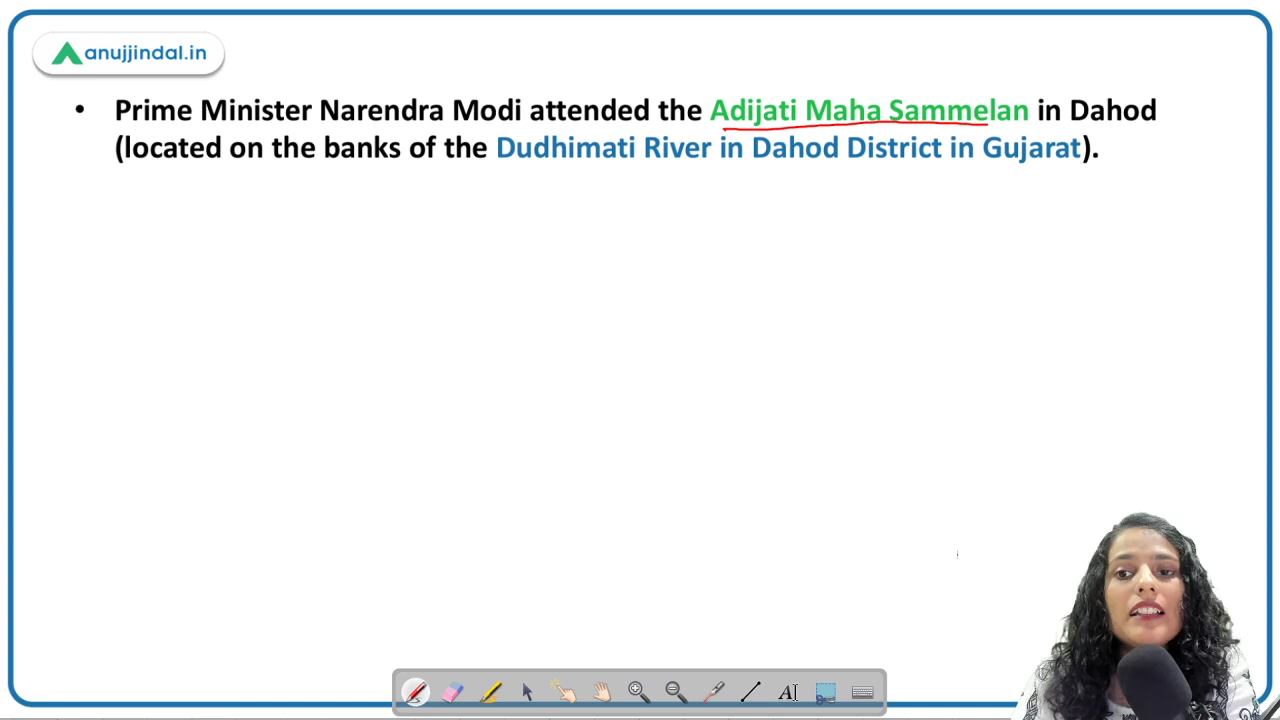 anujjindal.in
• Prime Minister Narendra Modi attended the Adijati Maha Sammelan in Dahod
(located on the banks of the Dudhimati River in Dahod District in Gujarat).
AI